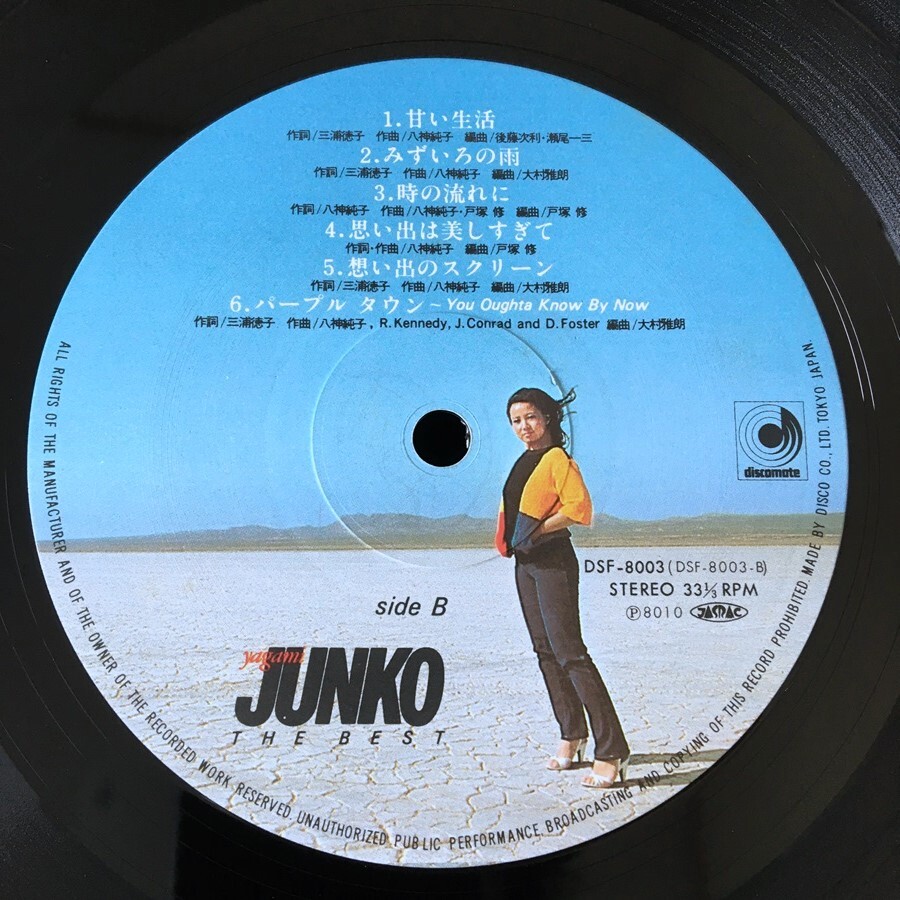 1.甘い生活
作詞/三浦徳子 作曲/八神純子 編曲/後藤次利・瀬尾一三
2.みずいろの雨
作詞/三浦徳子 作曲/八神純子 編曲/大村雅朗
3.時の流れに
作詞/八神純子 作曲/八神純子・戸塚 修 編曲/戸塚 修
4.思い出は美しすぎて
作詞・作曲/八神純子 編曲/戸塚 修
5.想い出のスクリーン
作詞/三浦徳子 作曲/八神純子 編曲/大村雅朗
6.パープル タウン～You Oughta Know By Now
作詞/三浦徳子 作曲/八神純子, R.Kennedy, J.Conrad and D.Foster 編曲/大村雅朗
discomate
DSF-8003 (DSF-8003-B)
STEREO 33⅓ RPM
Ⓟ8010 JASRAC
side B
yagami
JUNKO
THE BEST
ALL RIGHTS OF THE MANUFACTURER AND OF THE OWNER OF THE RECORDED WORK RESERVED. UNAUTHORIZED PUBLIC PERFORMANCE, BROADCASTING AND COPYING OF THIS RECORD PROHIBITED. MADE BY DISCO CO., LTD. TOKYO JAPAN.